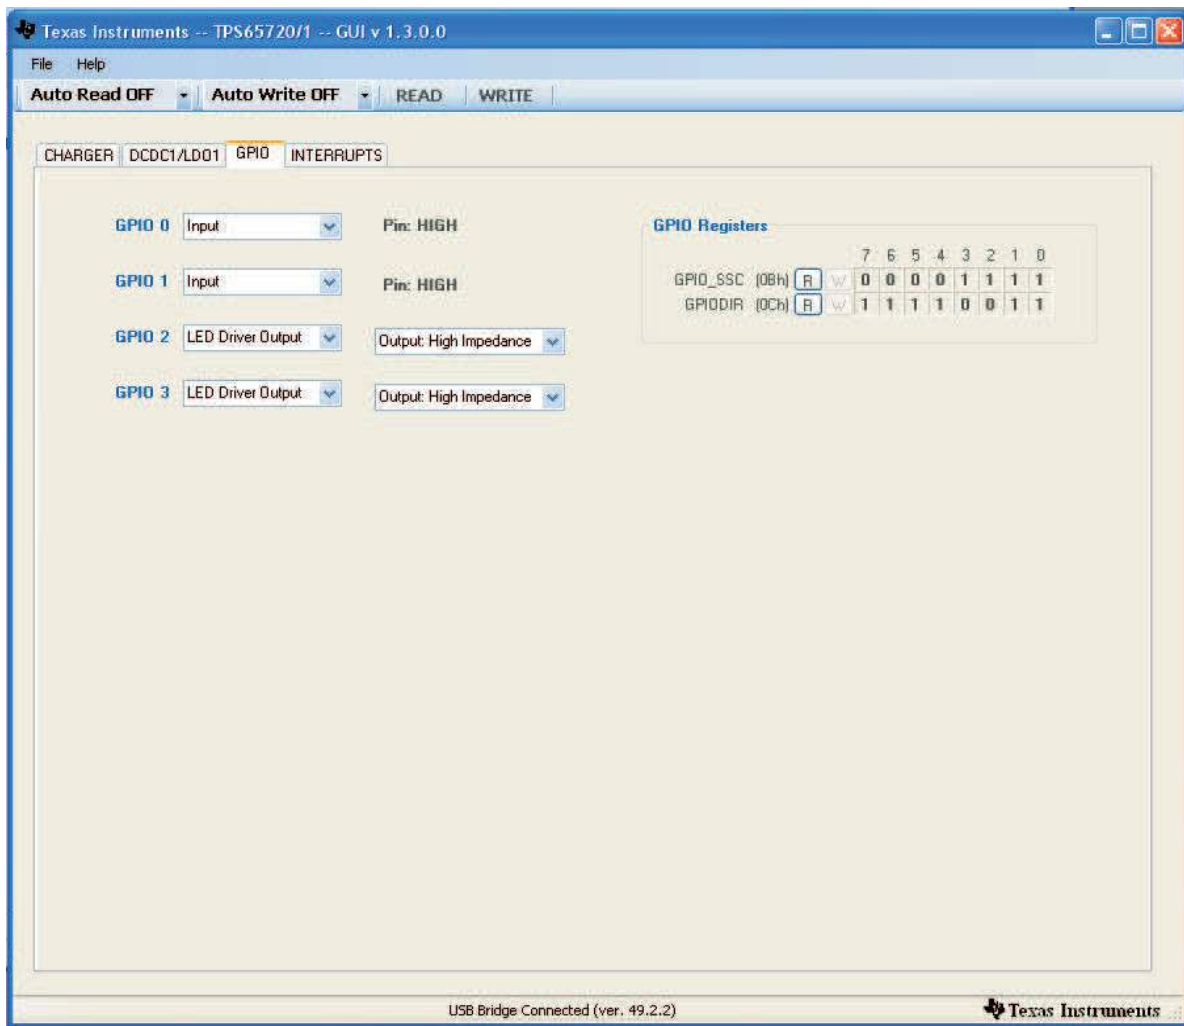 Texas Instruments -- TPS65720/1 -- GUI v 1.3.0.0
File Help
Auto Read OFF Auto Write OFF READ WRITE
CHARGER DCDC1/LDO1 GPIO INTERRUPTS
GPIO 0 Input Pin: HIGH
GPIO 1 Input Pin: HIGH
GPIO 2 LED Driver Output Output: High Impedance
GPIO 3 LED Driver Output Output: High Impedance
GPIO Registers
7 6 5 4 3 2 1 0
GPIO_SSC (0Bh) R W 0 0 0 0 1 1 1 1
GPIODIR (0Ch) R W 1 1 1 1 0 0 1 1
USB Bridge Connected (ver. 49.2.2)
Texas Instruments